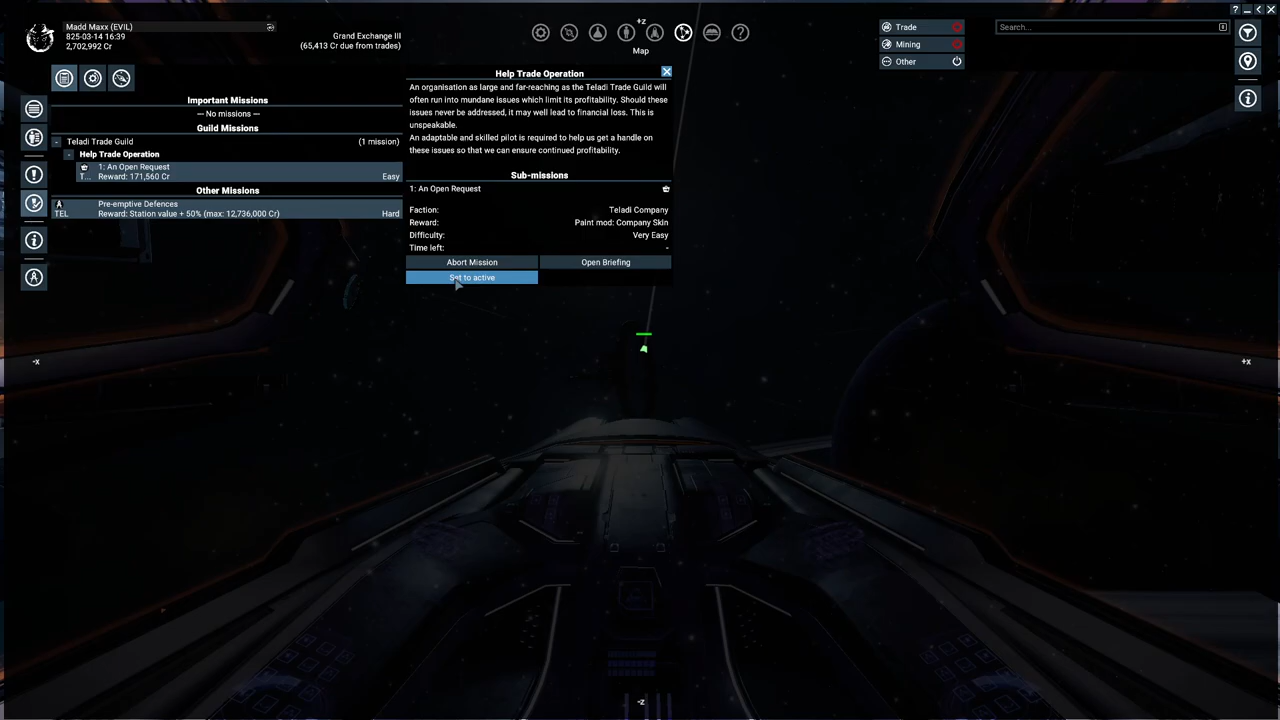 Madd Maxx (EVIL)
825-03-14 16:39
2,702,992 Cr
Grand Exchange III
(65,413 Cr due from trades)
+z
Map
Trade
Mining
Other
Search...
?
Important Missions
--- No missions ---
Guild Missions
- Teladi Trade Guild (1 mission)
- Help Trade Operation
1: An Open Request
T... Reward: 171,560 Cr Easy
Other Missions
Pre-emptive Defences
TEL Reward: Station value + 50% (max: 12,736,000 Cr) Hard
Help Trade Operation
An organisation as large and far-reaching as the Teladi Trade Guild will
often run into mundane issues which limit its profitability. Should these
issues never be addressed, it may well lead to financial loss. This is
unspeakable.
An adaptable and skilled pilot is required to help us get a handle on
these issues so that we can ensure continued profitability.
Sub-missions
1: An Open Request
Faction: Teladi Company
Reward: Paint mod: Company Skin
Difficulty: Very Easy
Time left: -
Abort Mission Open Briefing
Set to active
-x
+x
-z